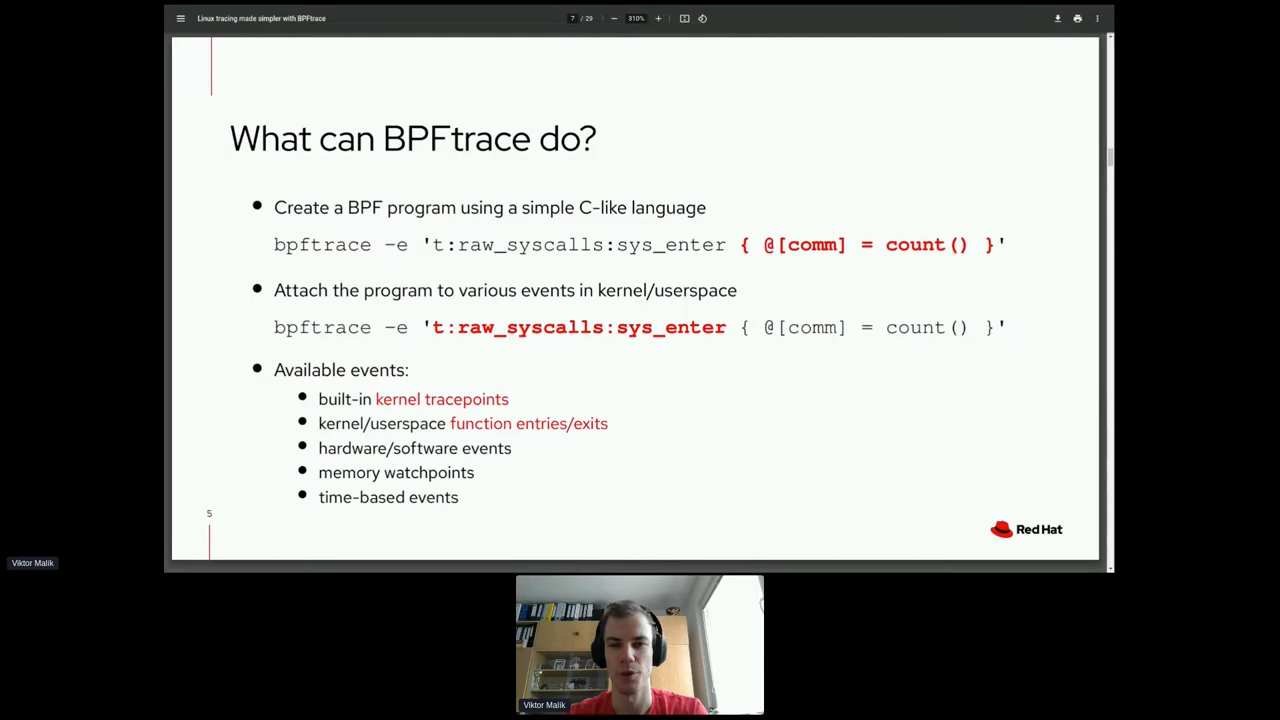 Linux tracing made simpler with BPFtrace
7 / 29
310%
What can BPFtrace do?
Create a BPF program using a simple C-like language
bpftrace –e 't:raw_syscalls:sys_enter { @[comm] = count() }'
Attach the program to various events in kernel/userspace
bpftrace –e 't:raw_syscalls:sys_enter { @[comm] = count() }'
Available events:
built-in kernel tracepoints
kernel/userspace function entries/exits
hardware/software events
memory watchpoints
time-based events
5
Red Hat
Viktor Malik
Viktor Malik